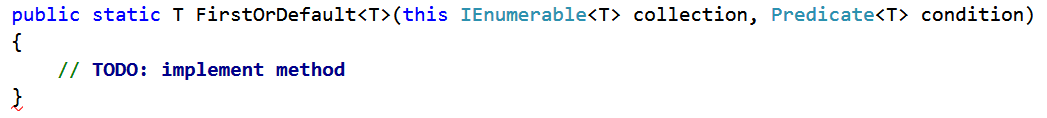 public static T FirstOrDefault<T>(this IEnumerable<T> collection, Predicate<T> condition)
{
    // TODO: implement method
}